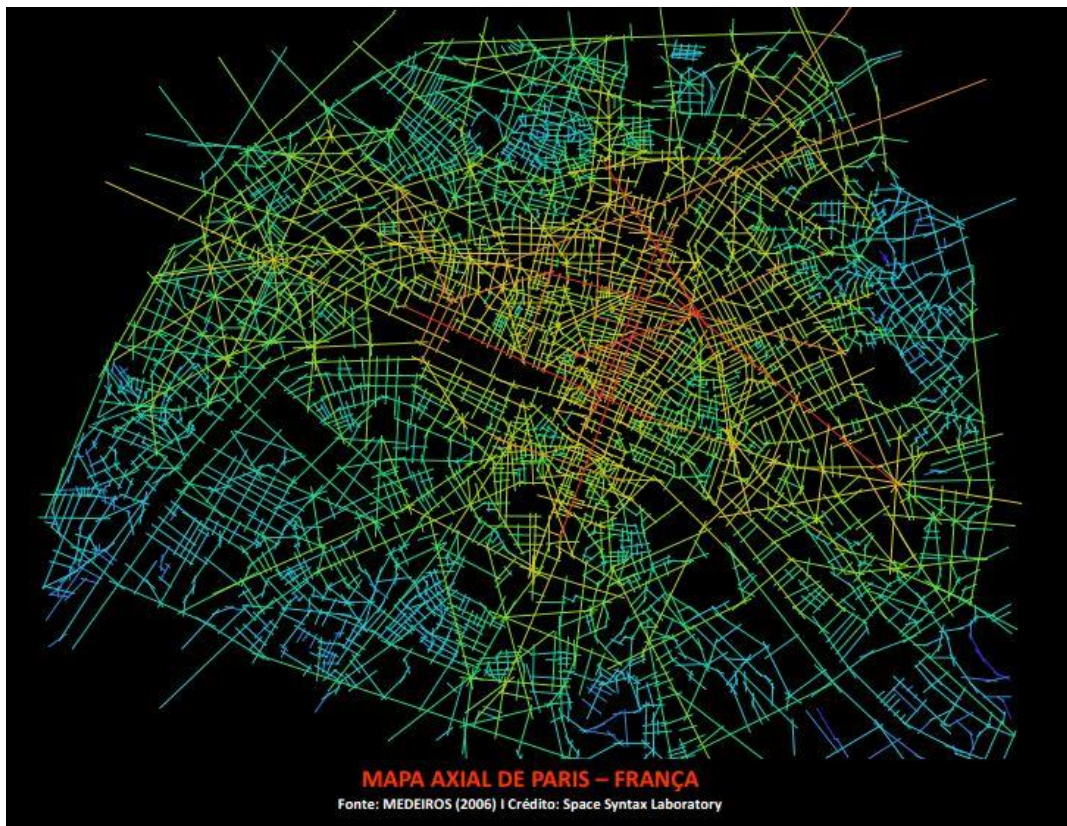 MAPA AXIAL DE PARIS – FRANÇA
Fonte: MEDEIROS (2006) I Crédito: Space Syntax Laboratory